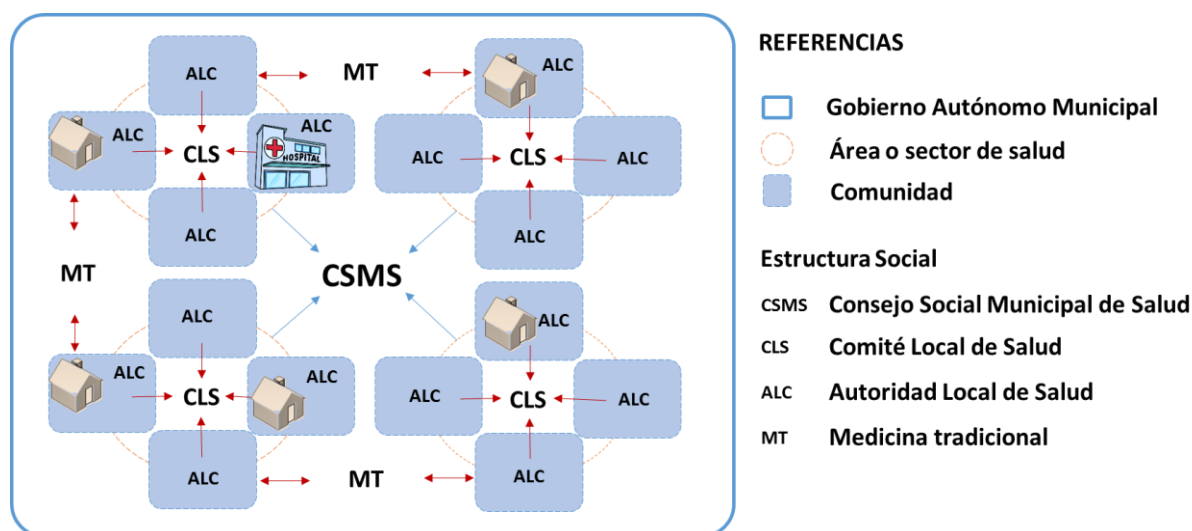 ALC
MT
ALC
ALC
CLS
ALC
HOSPITAL
ALC
CLS
ALC
ALC
ALC
CSMS
MT
ALC
ALC
ALC
CLS
ALC
ALC
CLS
ALC
ALC
MT
ALC
REFERENCIAS
Gobierno Autónomo Municipal
Área o sector de salud
Comunidad
Estructura Social
CSMS Consejo Social Municipal de Salud
CLS Comité Local de Salud
ALC Autoridad Local de Salud
MT Medicina tradicional